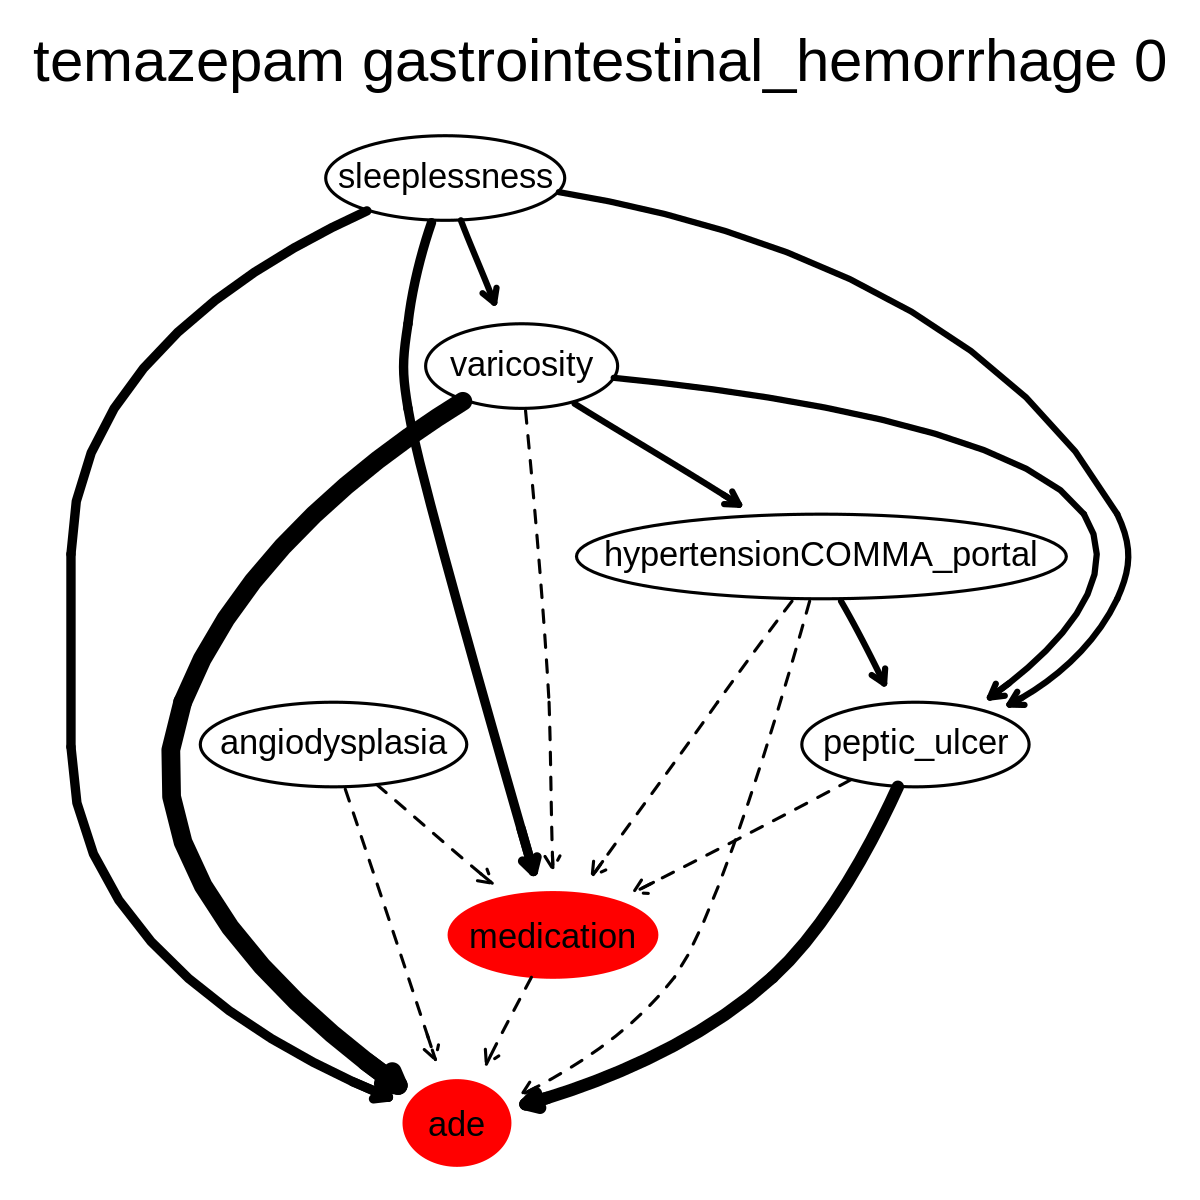 temazepam gastrointestinal_hemorrhage 0
sleeplessness
varicosity
hypertensionCOMMA_portal
angiodysplasia
peptic_ulcer
medication
ade